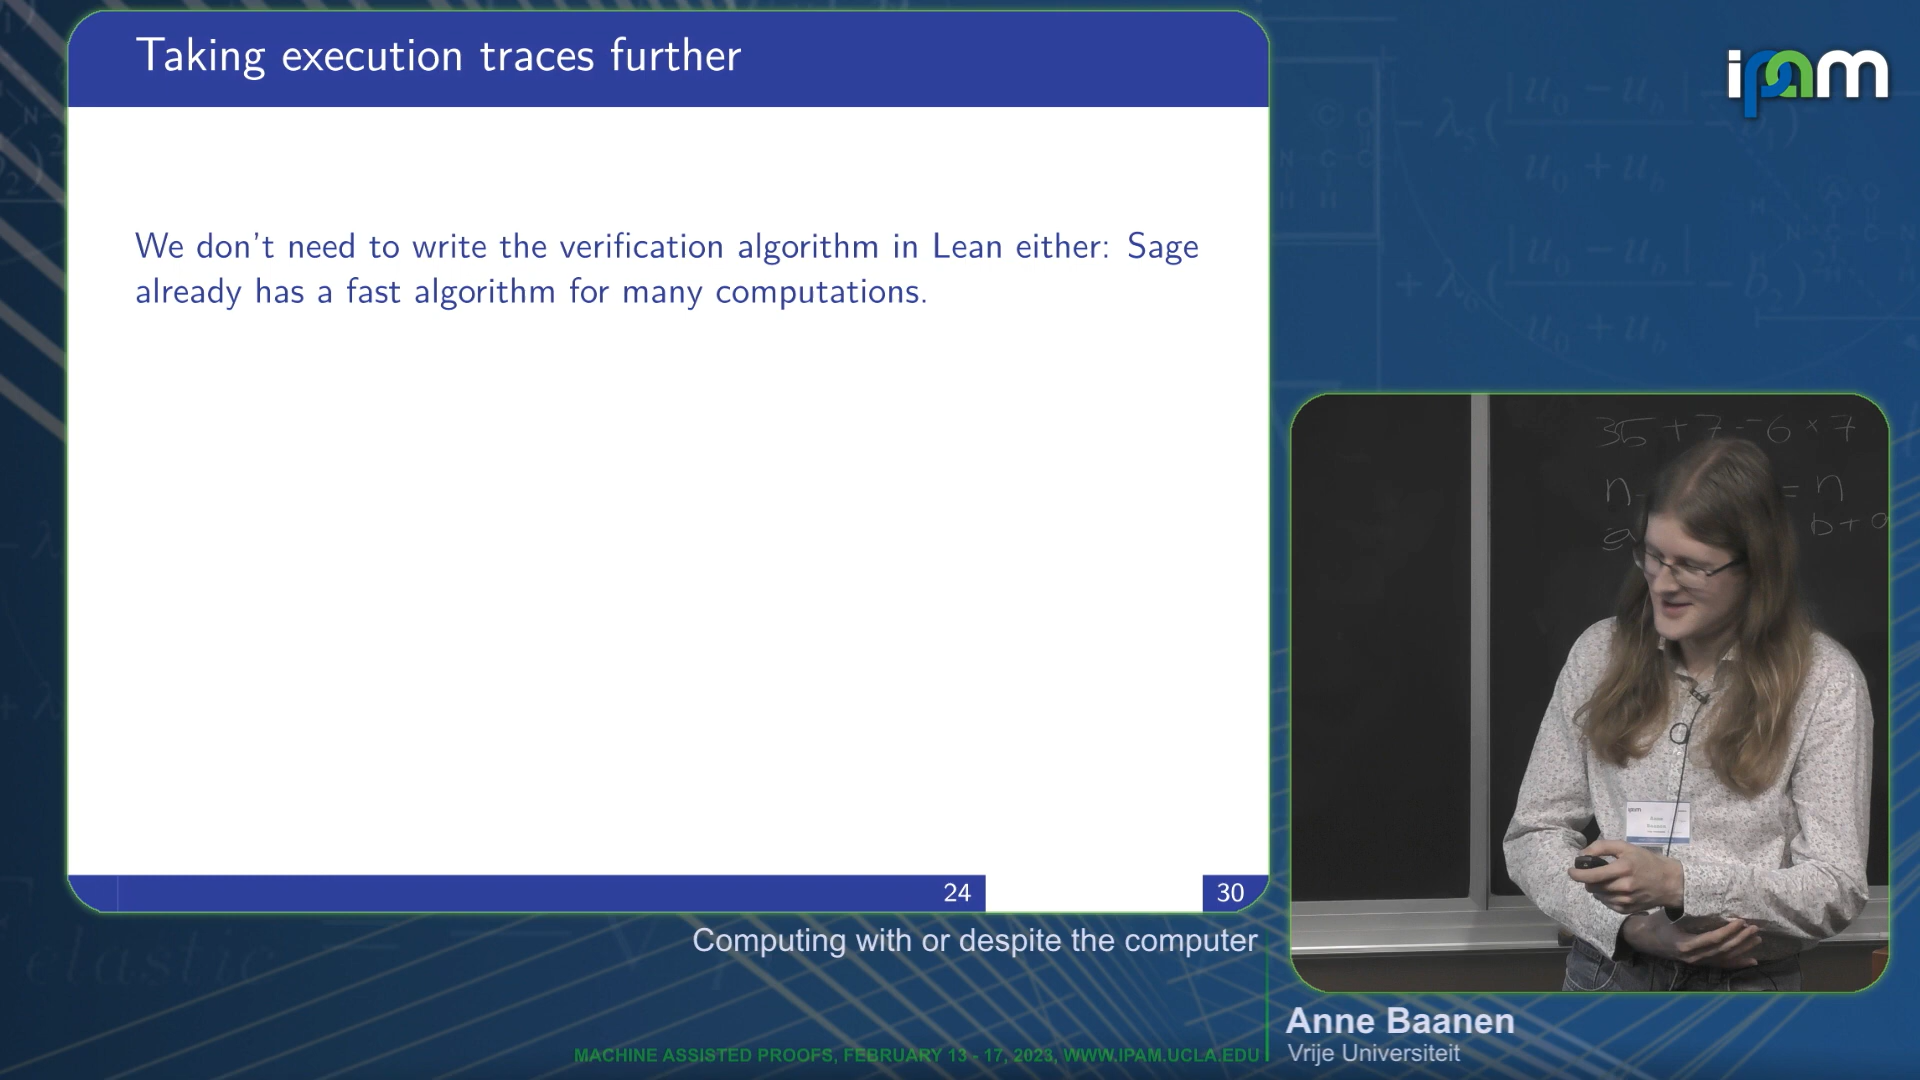 Taking execution traces further
We don't need to write the verification algorithm in Lean either: Sage
already has a fast algorithm for many computations.
24
30
Computing with or despite the computer
MACHINE ASSISTED PROOFS, FEBRUARY 13 - 17, 2023, WWW.IPAM.UCLA.EDU
ipam
35 + 7 = 6 × 7
= n
b +
Anne Baanen
Vrije Universiteit
elastic